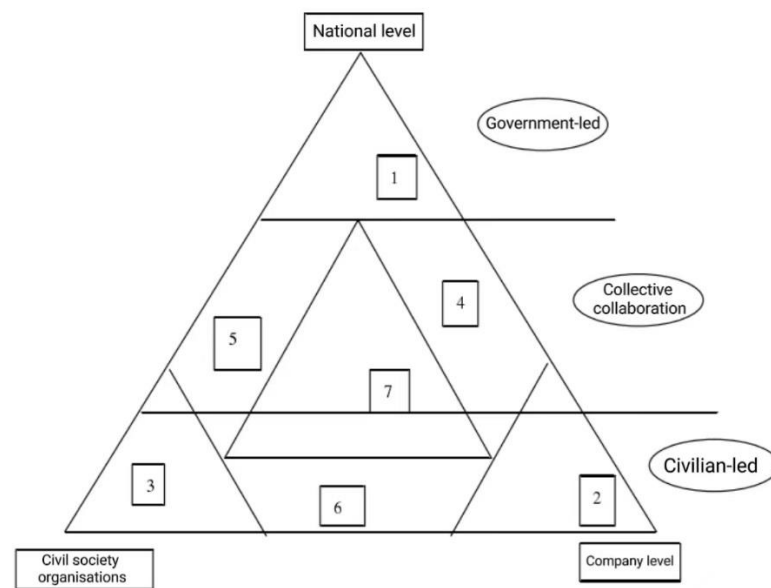 National level
Government-led
1
Collective
collaboration
4
5
7
Civilian-led
3
2
6
Civil society
organisations
Company level